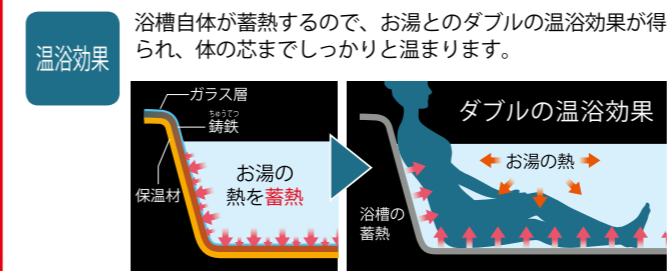 温浴効果
浴槽自体が蓄熱するので、お湯とのダブルの温浴効果が得
られ、体の芯までしっかりと温まります。
ガラス層
ちゅうてつ
鋳鉄
保温材
お湯の
熱を蓄熱
ダブルの温浴効果
お湯の熱
浴槽の
蓄熱